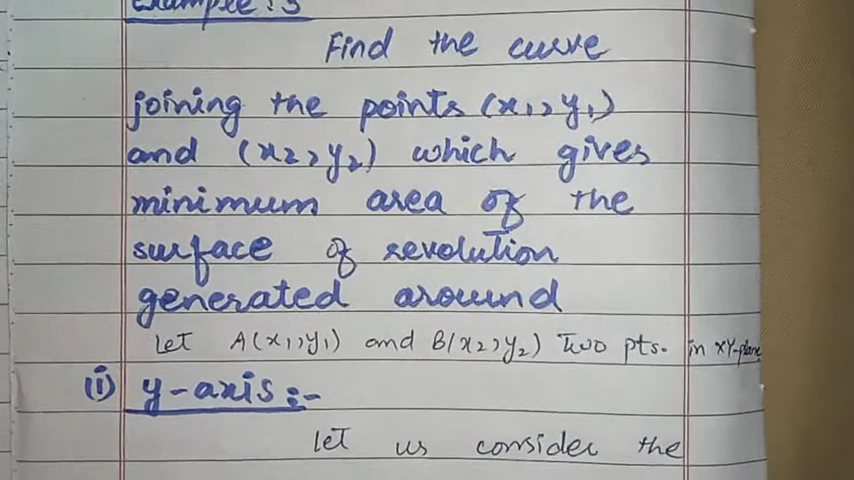 Example : 3
Find the curve
joining the points (x1, y1)
and (x2, y2) which gives
minimum area of the
surface of revolution
generated around
Let A(x1, y1) and B(x2, y2) Two pts. in XY-plane
(i) y-axis :-
Let us consider the